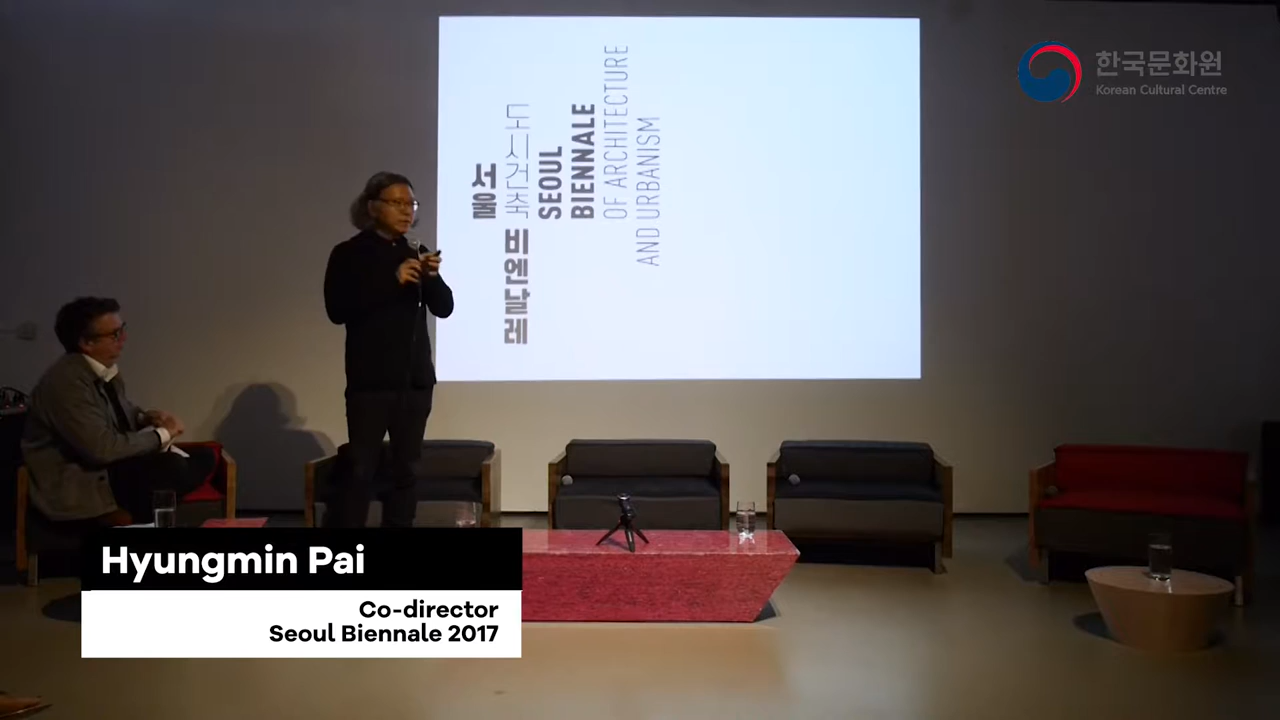 한국문화원
Korean Cultural Centre
서울
도시건축
비엔날레
SEOUL
BIENNALE
OF ARCHITECTURE
AND URBANISM
Hyungmin Pai
Co-director
Seoul Biennale 2017